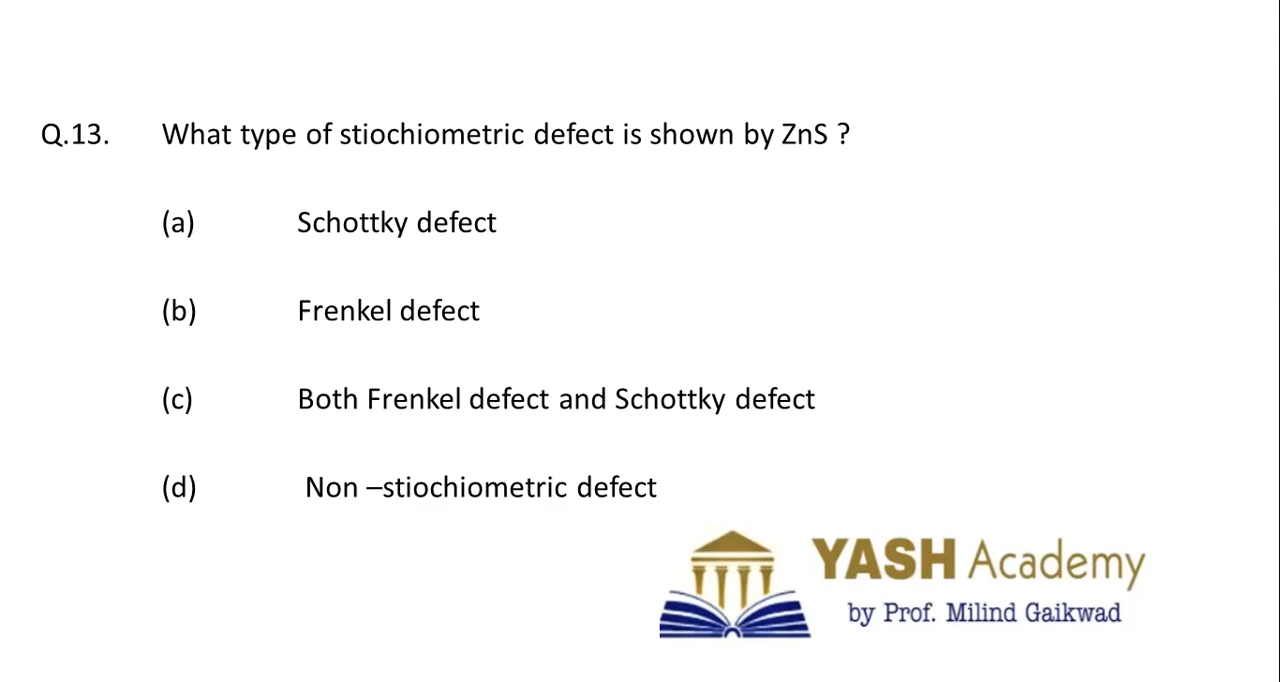 Q.13. What type of stiochiometric defect is shown by ZnS ?
(a) Schottky defect
(b) Frenkel defect
(c) Both Frenkel defect and Schottky defect
(d) Non –stiochiometric defect
YASH Academy
by Prof. Milind Gaikwad